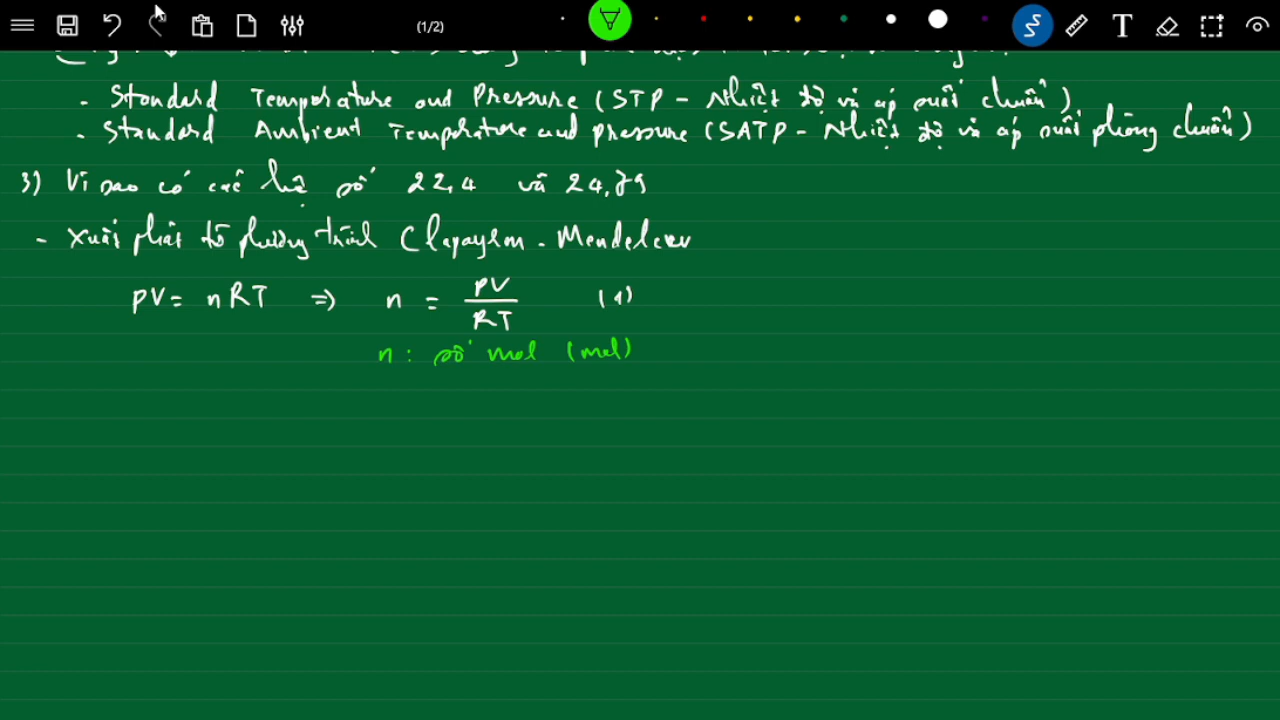 (1/2)
T
- Standard Temperature and Pressure (STP - Nhiệt độ và áp suất chuẩn)
- Standard Ambient Temperature and pressure (SATP - Nhiệt độ và áp suất phòng chuẩn)
3) Vì sao có các hệ số 22,4 và 24,79
- Xuất phát từ phương trình Clapayron - Mendeleev
pV = nRT => n = pV / RT (1)
n : số mol (mol)